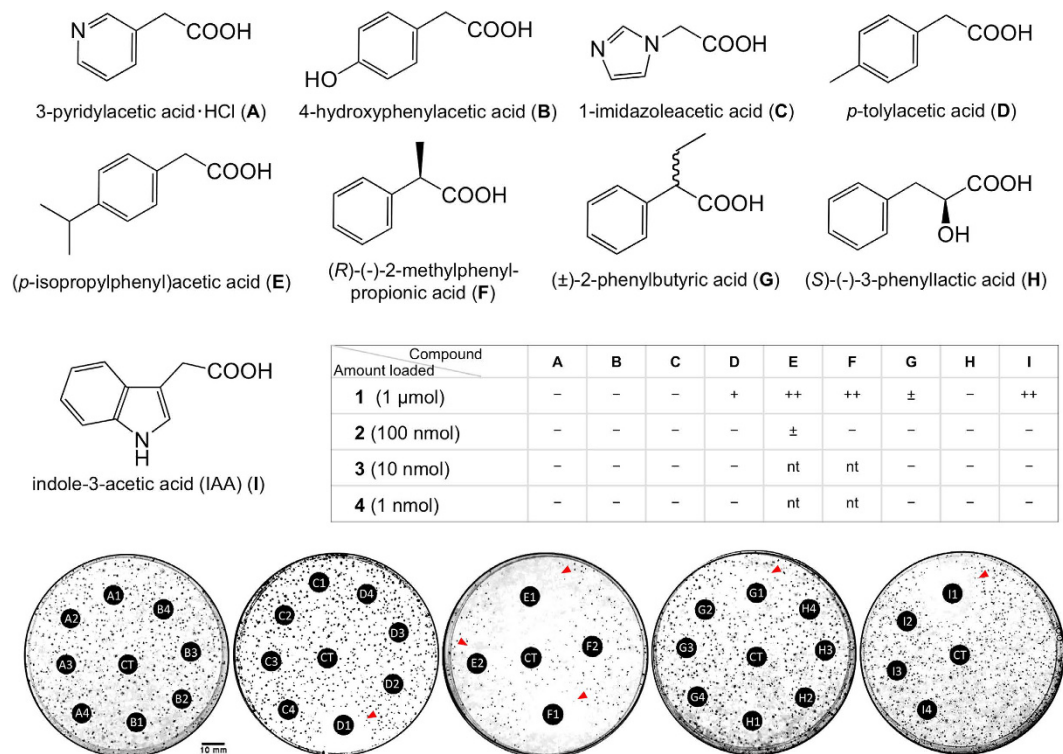 N
COOH
3-pyridylacetic acid·HCl (A)
COOH
HO
4-hydroxyphenylacetic acid (B)
N
N
COOH
1-imidazoleacetic acid (C)
COOH
p-tolylacetic acid (D)
COOH
(p-isopropylphenyl)acetic acid (E)
COOH
(R)-(-)-2-methylphenyl-
propionic acid (F)
COOH
(±)-2-phenylbutyric acid (G)
COOH
OH
(S)-(-)-3-phenyllactic acid (H)
COOH
N
H
indole-3-acetic acid (IAA) (I)
Compound
Amount loaded
A B C D E F G H I
1 (1 μmol) − − − + ++ ++ ± − ++
2 (100 nmol) − − − − ± − − − −
3 (10 nmol) − − − − nt nt − − −
4 (1 nmol) − − − − nt nt − − −
A1
A2
B4
A3
CT
B3
A4
B2
B1
10 mm
C1
D4
C2
D3
C3
CT
D2
C4
D1
E1
F2
E2
CT
F1
G1
G2
H4
G3
CT
H3
G4
H2
H1
I1
I2
CT
I3
I4